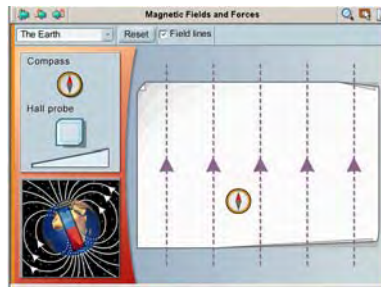 Magnetic Fields and Forces
The Earth Reset Field lines
Compass
Hall probe